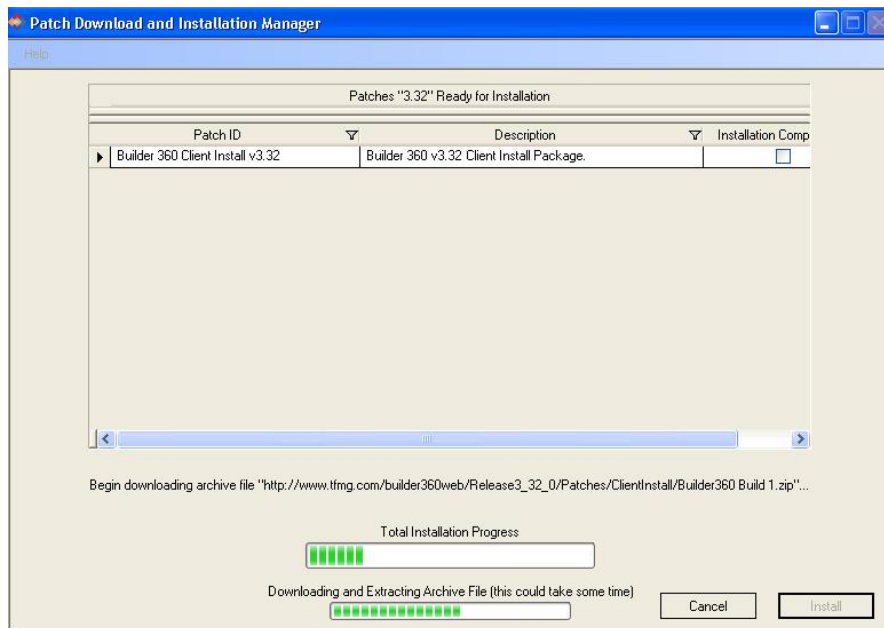 Patch Download and Installation Manager
Help
Patches "3.32" Ready for Installation
Patch ID Description Installation Comp
Builder 360 Client Install v3.32 Builder 360 v3.32 Client Install Package.
Begin downloading archive file "http://www.tfmg.com/builder360web/Release3_32_0/Patches/ClientInstall/Builder360 Build 1.zip"...
Total Installation Progress
Downloading and Extracting Archive File (this could take some time)
Cancel Install